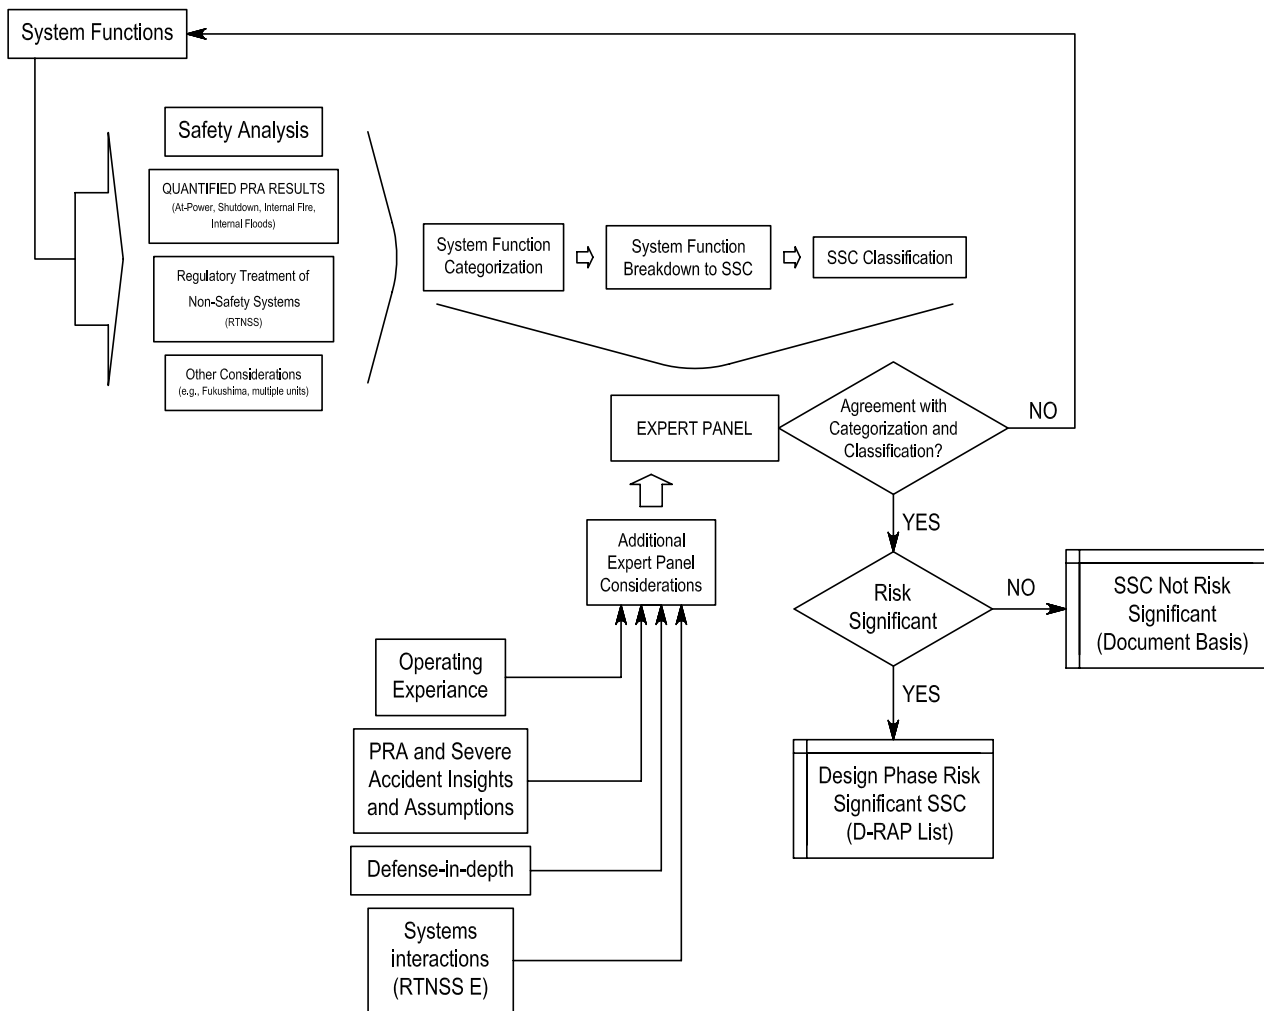 System Functions
Safety Analysis
QUANTIFIED PRA RESULTS
(At-Power, Shutdown, Internal FIre,
Internal Floods)
Regulatory Treatment of
Non-Safety Systems
(RTNSS)
Other Considerations
(e.g., Fukushima, multiple units)
System Function
Categorization
System Function
Breakdown to SSC
SSC Classification
EXPERT PANEL
Agreement with
Categorization and
Classification?
NO
YES
Additional
Expert Panel
Considerations
Risk
Significant
NO
SSC Not Risk
Significant
(Document Basis)
YES
Operating
Experiance
PRA and Severe
Accident Insights
and Assumptions
Design Phase Risk
Significant SSC
(D-RAP List)
Defense-in-depth
Systems
interactions
(RTNSS E)